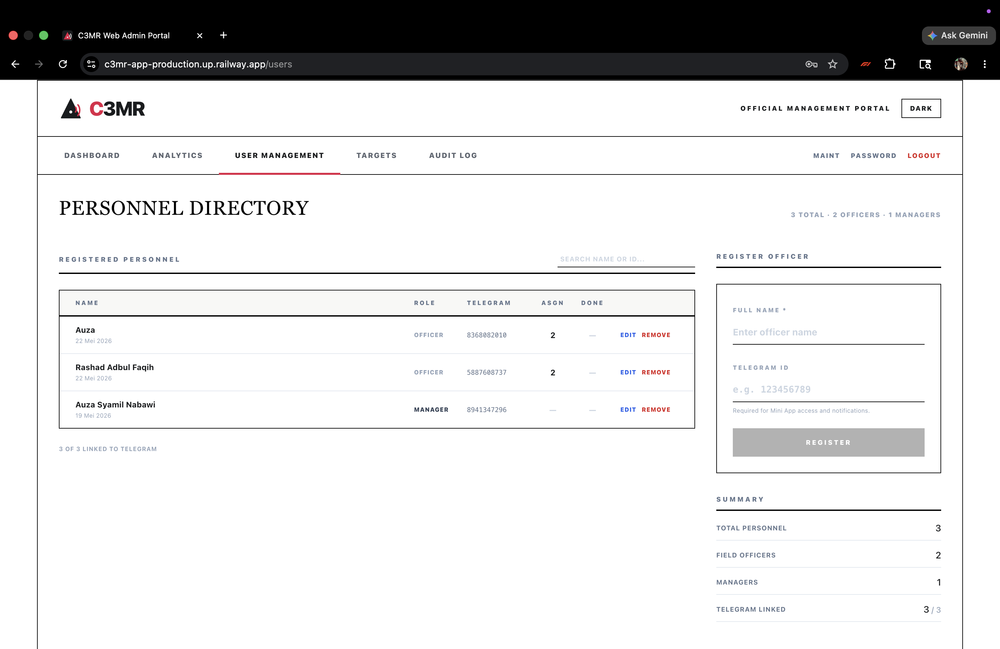 C3MR Web Admin Portal
Ask Gemini
c3mr-app-production.up.railway.app/users
C3MR
OFFICIAL MANAGEMENT PORTAL
DARK
DASHBOARD ANALYTICS USER MANAGEMENT TARGETS AUDIT LOG
MAINT PASSWORD LOGOUT
PERSONNEL DIRECTORY
3 TOTAL · 2 OFFICERS · 1 MANAGERS
REGISTERED PERSONNEL
SEARCH NAME OR ID...
NAME ROLE TELEGRAM ASGN DONE
Auza
22 Mei 2026
OFFICER 8368082010 2 — EDIT REMOVE
Rashad Adbul Faqih
22 Mei 2026
OFFICER 5887608737 2 — EDIT REMOVE
Auza Syamil Nabawi
19 Mei 2026
MANAGER 8941347296 — — EDIT REMOVE
3 OF 3 LINKED TO TELEGRAM
REGISTER OFFICER
FULL NAME *
Enter officer name
TELEGRAM ID
e.g. 123456789
Required for Mini App access and notifications.
REGISTER
SUMMARY
TOTAL PERSONNEL 3
FIELD OFFICERS 2
MANAGERS 1
TELEGRAM LINKED 3 / 3